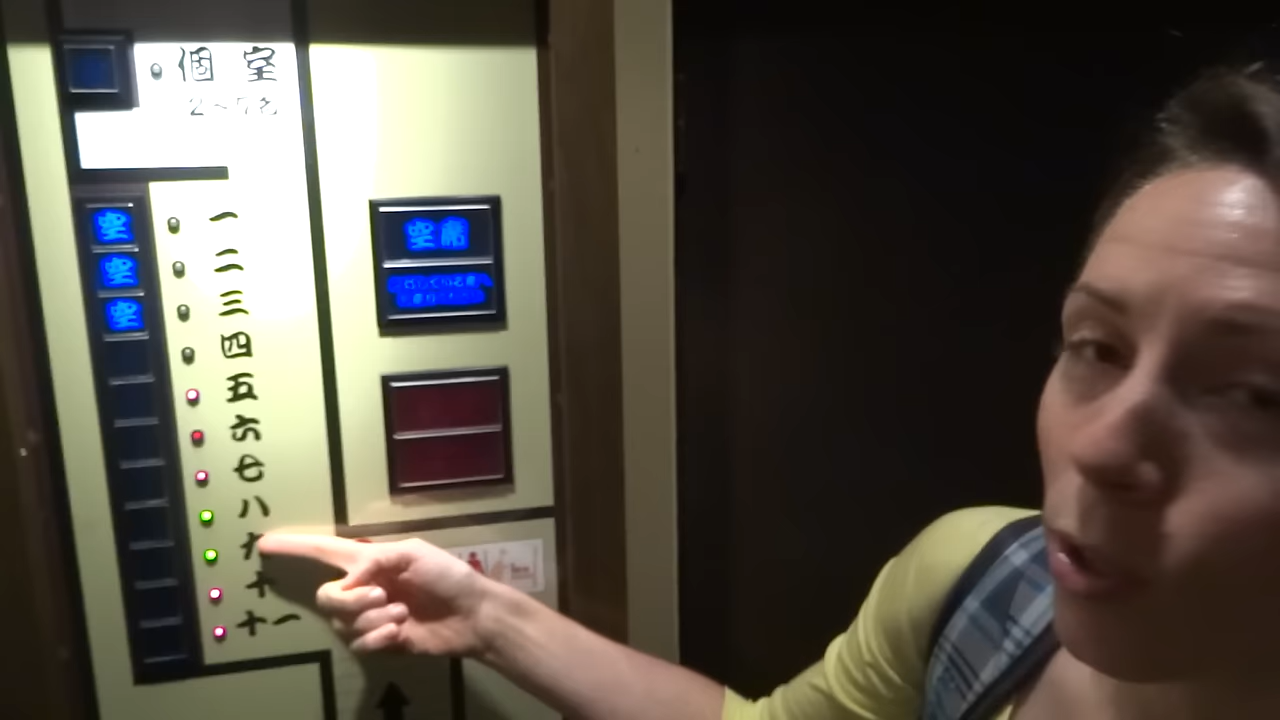 個室
2~7名
空
空
空
一
二
三
四
五
六
七
八
九
十
十一
空席